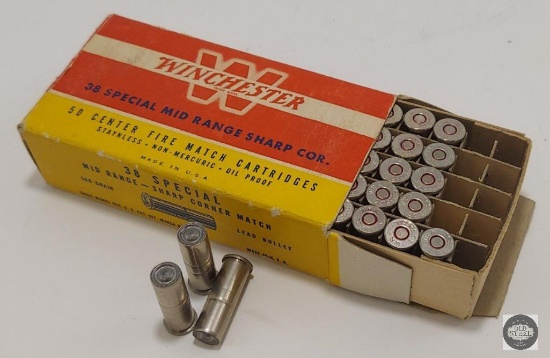 W
WINCHESTER
38 SPECIAL MID RANGE SHARP COR.
50 CENTER FIRE MATCH CARTRIDGES
STAYNLESS - NON-MERCURIC - OIL PROOF
MADE IN U.S.A.
38 SPECIAL
MID RANGE - SHARP CORNER MATCH
GRAIN
LEAD BULLET